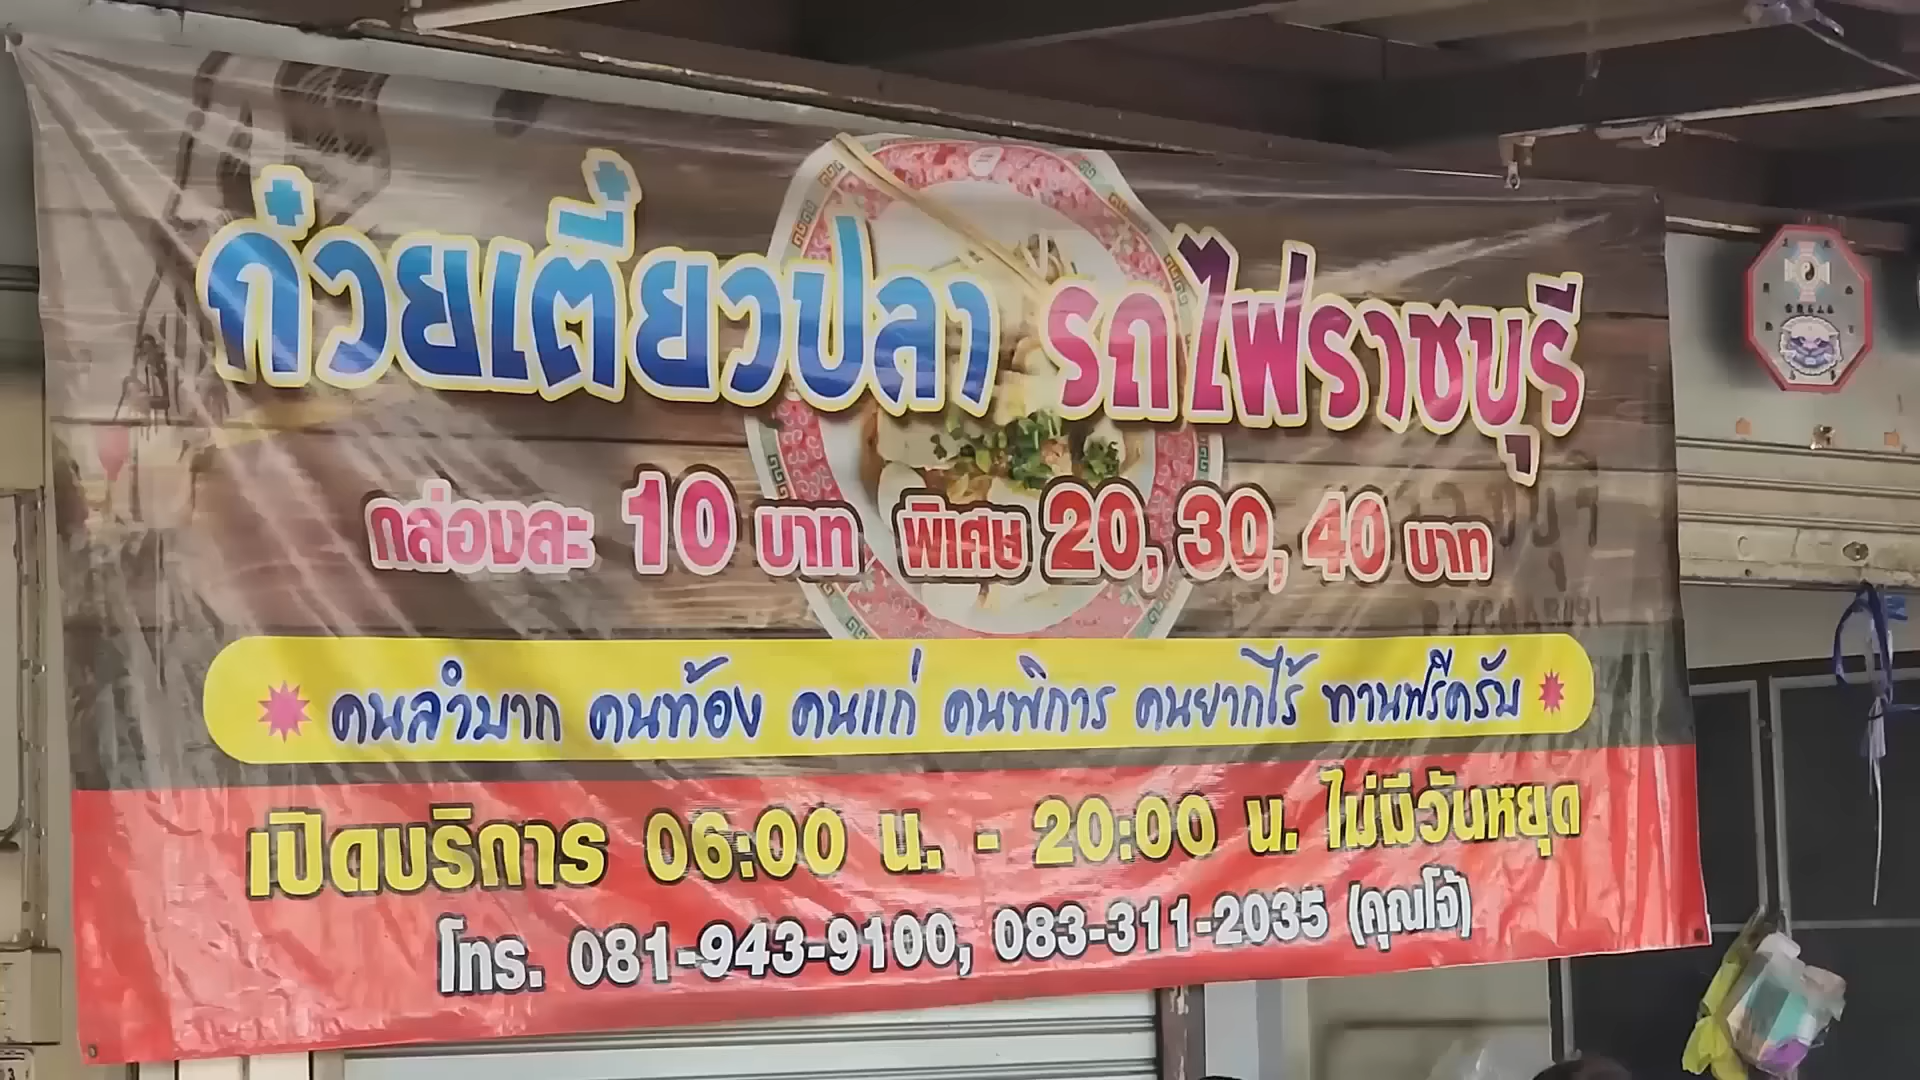 ก๋วยเตี๋ยวปลา รถไฟราชบุรี
กล่องละ 10 บาท พิเศษ 20, 30, 40 บาท
คนลำบาก คนท้อง คนแก่ คนพิการ คนยากไร้ ทานฟรีครับ
เปิดบริการ 06:00 น. - 20:00 น. ไม่มีวันหยุด
โทร. 081-943-9100, 083-311-2035 (คุณโจ้)